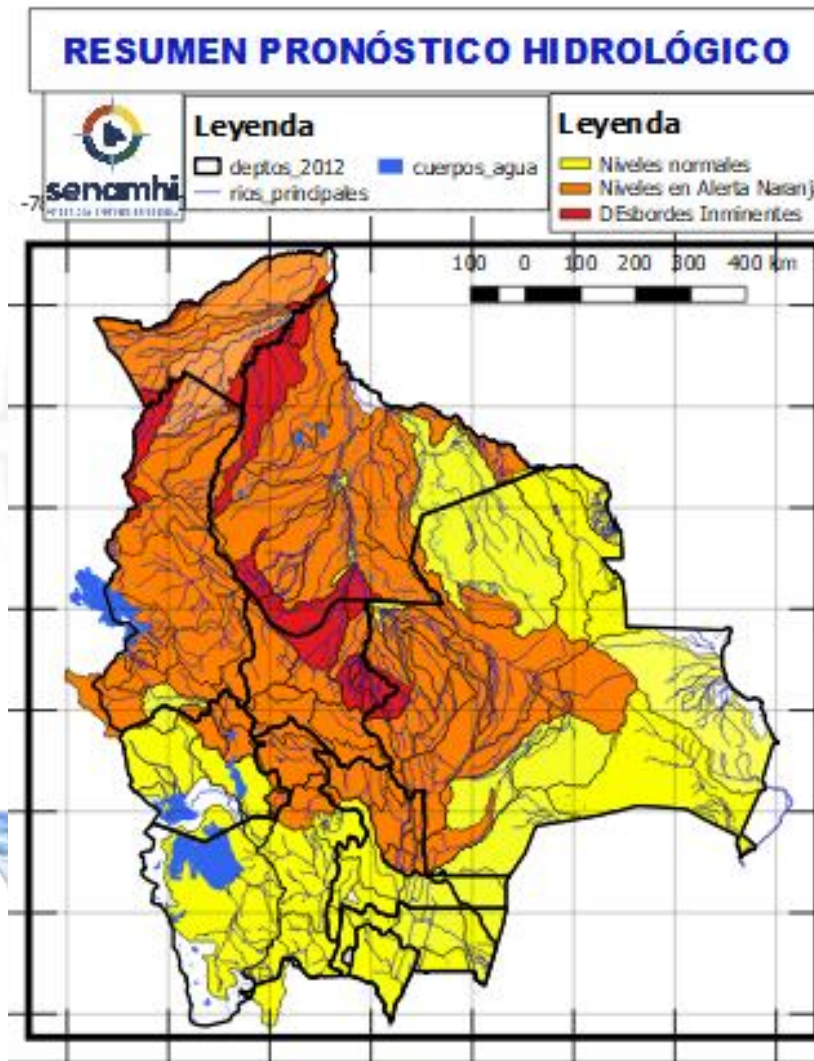 RESUMEN PRONÓSTICO HIDROLÓGICO
senamhi
Leyenda
deptos_2012
cuerpos_agua
rios_principales
Leyenda
Niveles normales
Niveles en Alerta Naranj
DEsbordes Inminentes
100 0 100 200 300 400 km